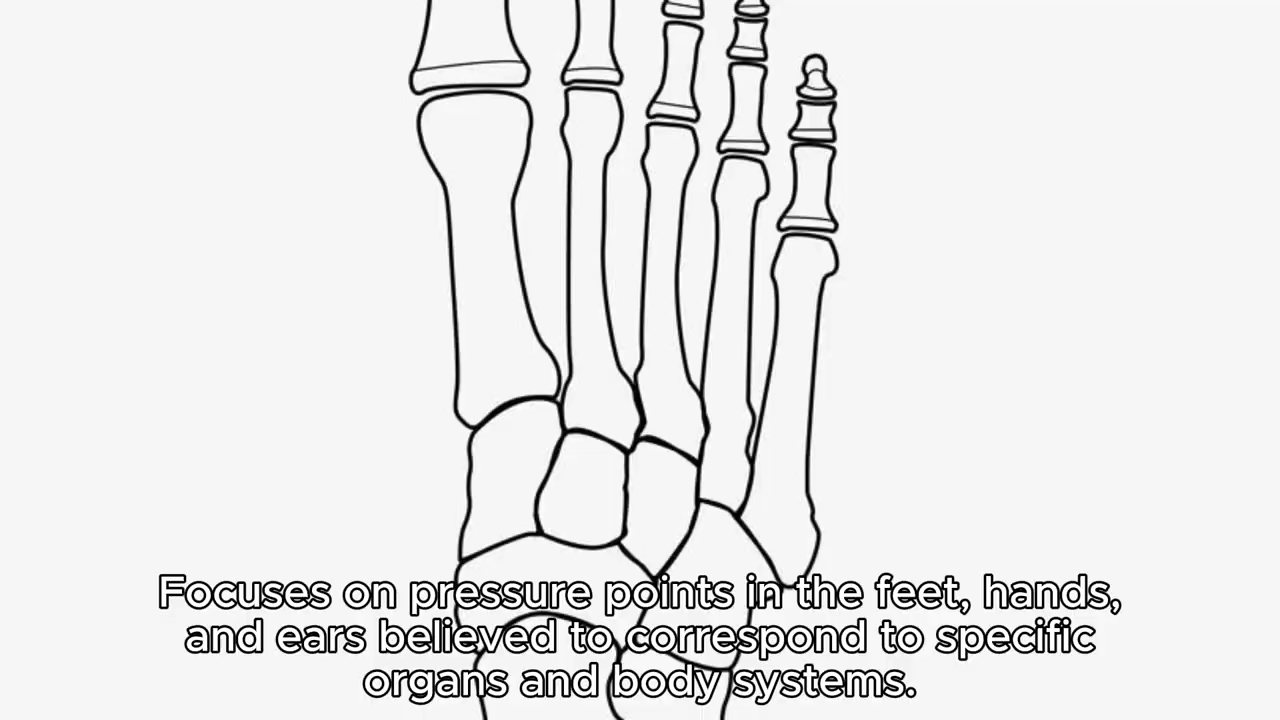 Focuses on pressure points in the feet, hands,
and ears believed to correspond to specific
organs and body systems.